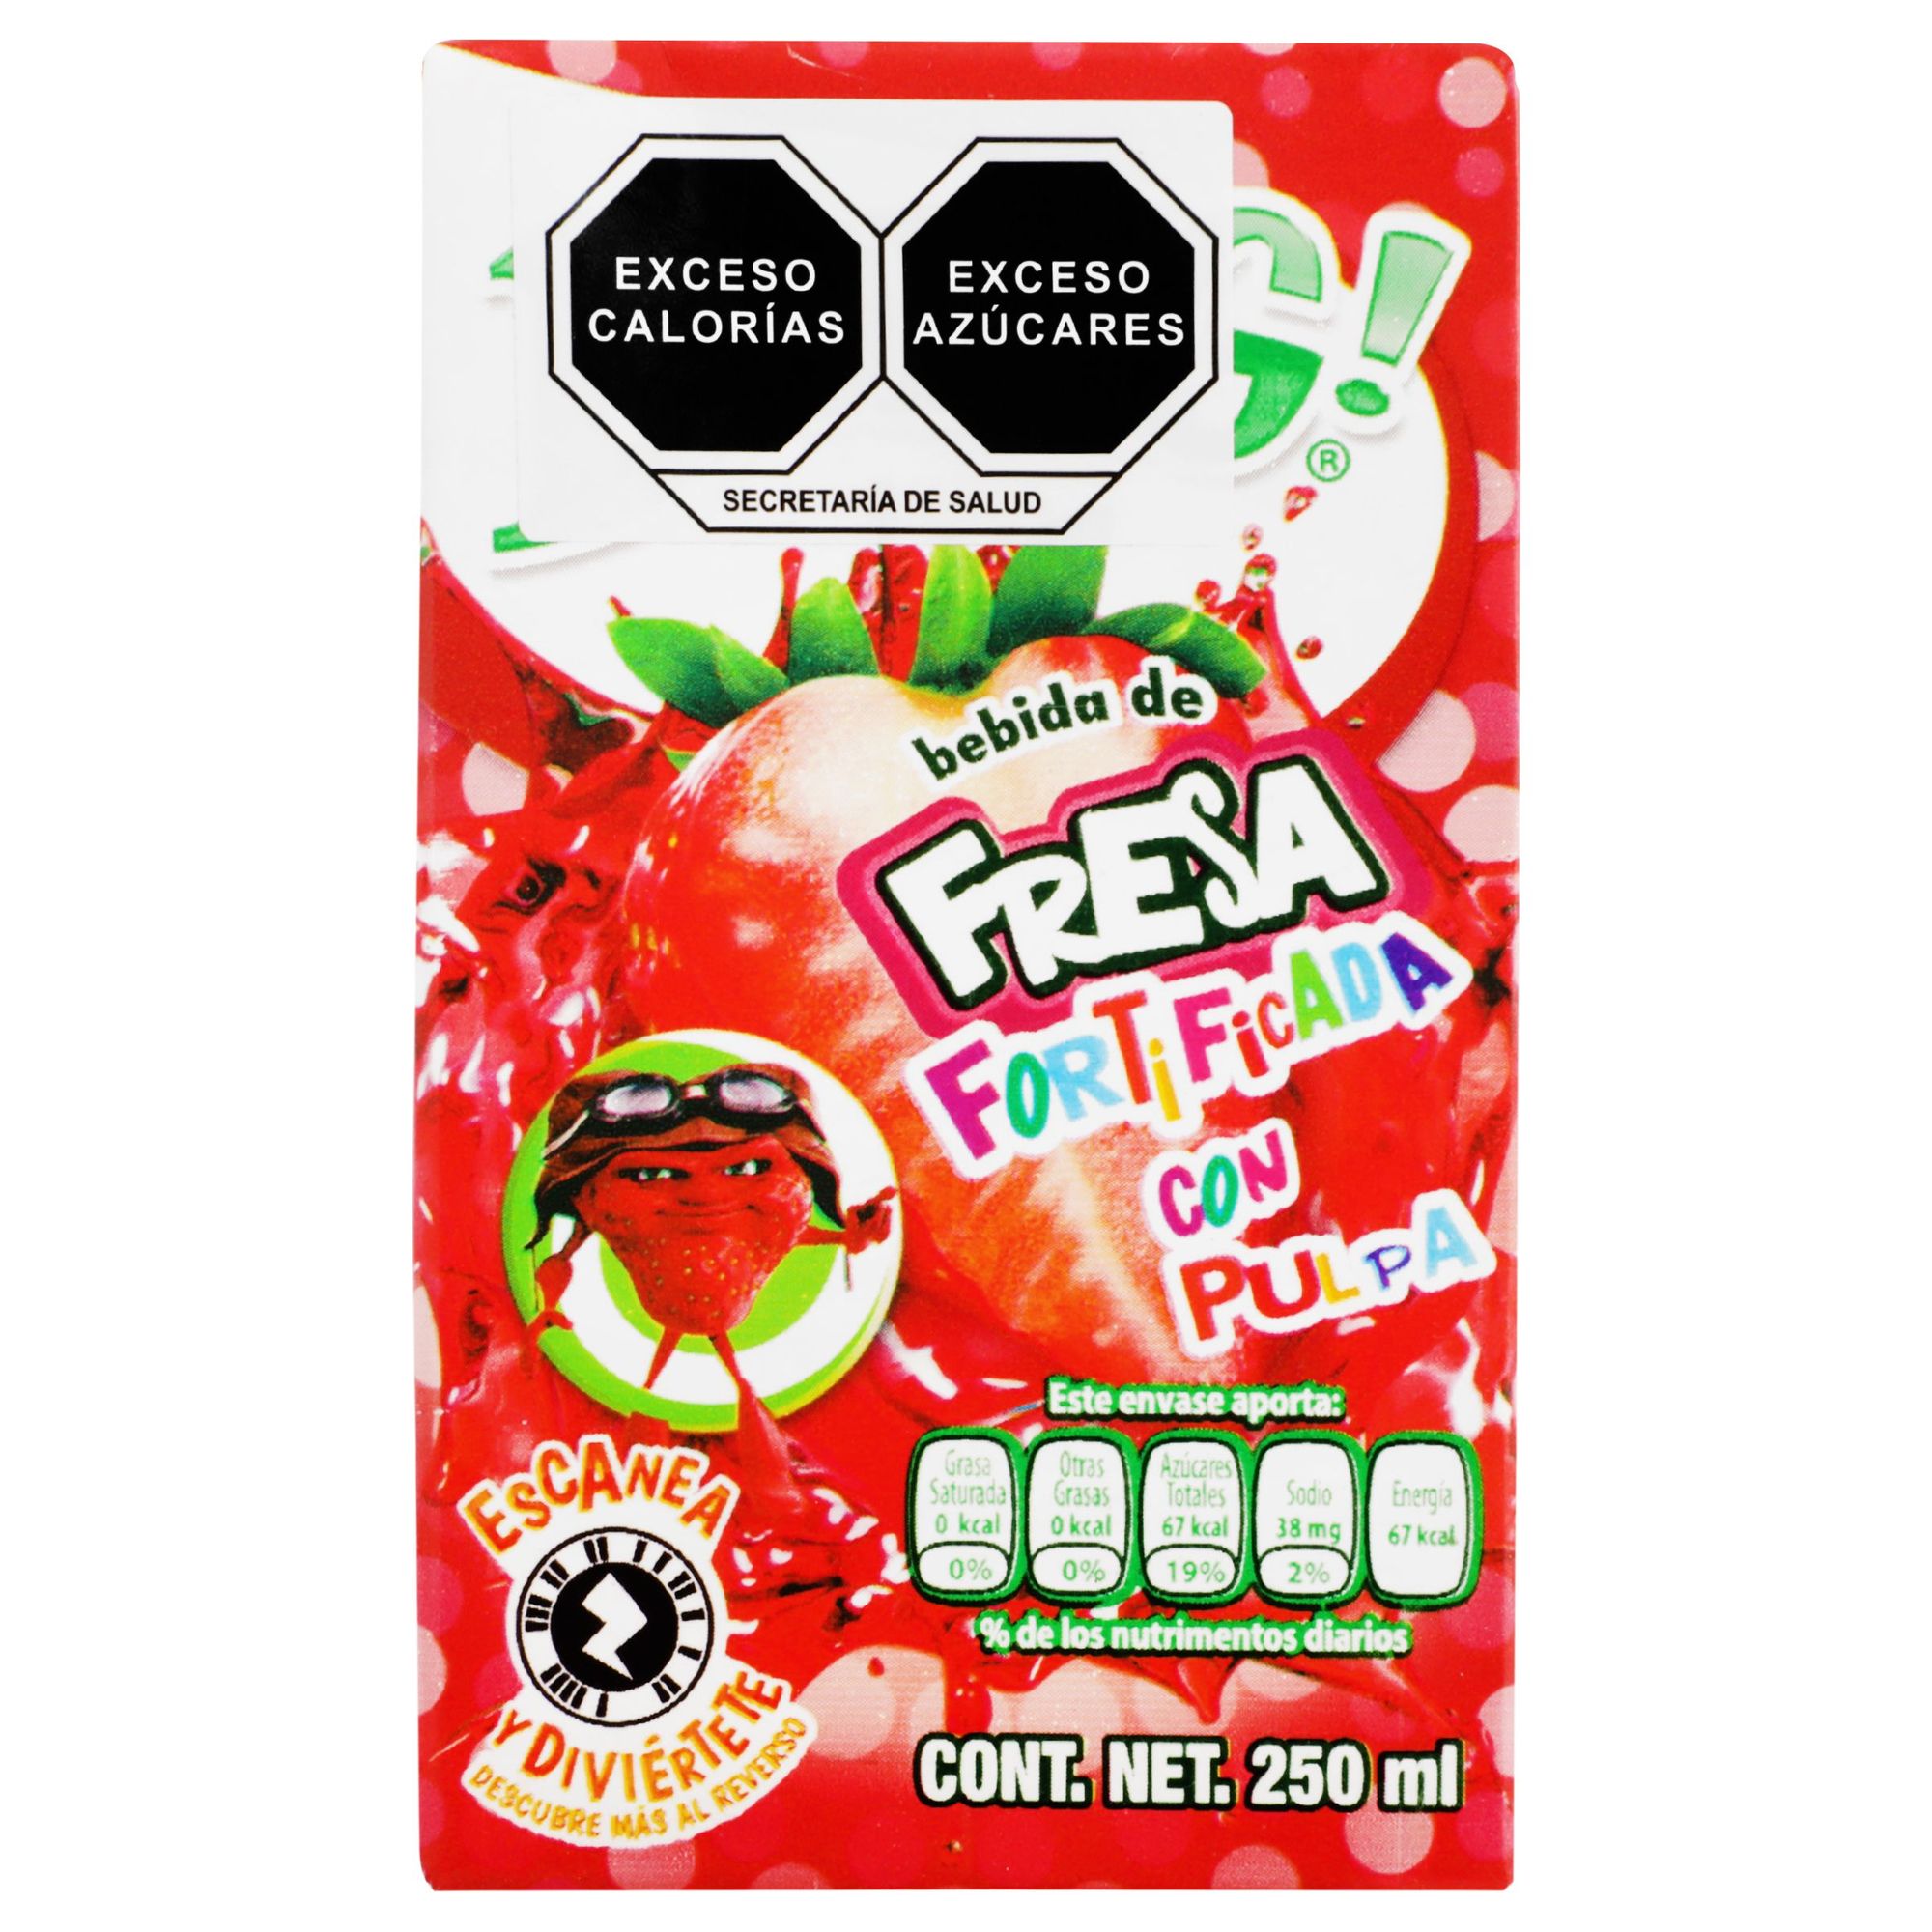 EXCESO
CALORÍAS
EXCESO
AZÚCARES
SECRETARÍA DE SALUD
G!
®
bebida de
FRESA
FORTiFiCADA
CON
PULPA
Este envase aporta:
Grasa
Saturada
0 kcal
0%
Otras
Grasas
0 kcal
0%
Azúcares
Totales
67 kcal
19%
Sodio
38 mg
2%
Energía
67 kcal
% de los nutrimentos diarios
ESCANEA
Y DIVIÉRTETE
DESCUBRE MÁS AL REVERSO
CONT. NET. 250 ml